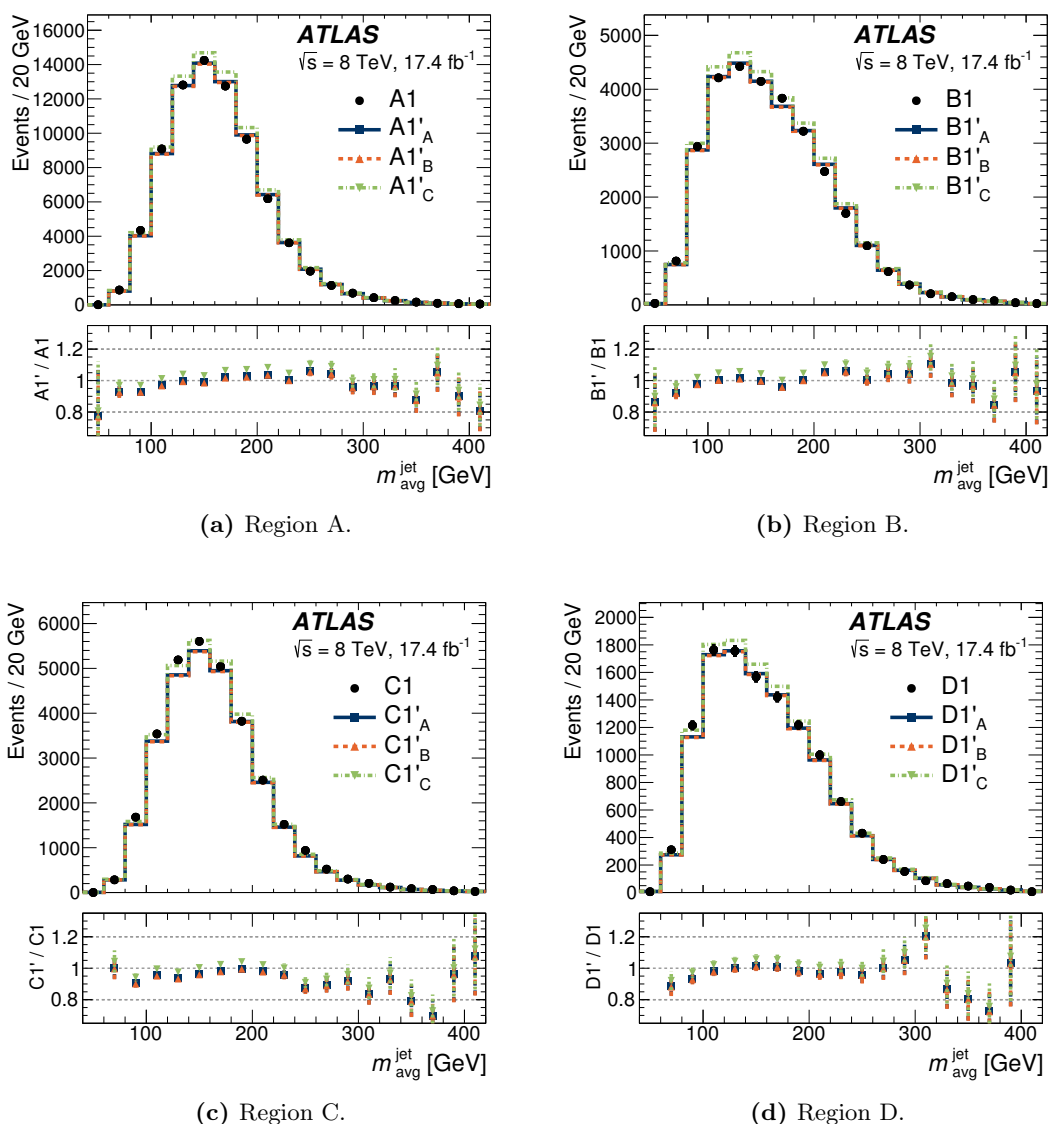 ATLAS
√s = 8 TeV, 17.4 fb⁻¹
A1
A1'A
A1'B
A1'C
Events / 20 GeV
16000
14000
12000
10000
8000
6000
4000
2000
0
A1' / A1
1.2
1
0.8
100 200 300 400
m jet avg [GeV]
(a) Region A.
ATLAS
√s = 8 TeV, 17.4 fb⁻¹
B1
B1'A
B1'B
B1'C
Events / 20 GeV
5000
4000
3000
2000
1000
0
B1' / B1
1.2
1
0.8
100 200 300 400
m jet avg [GeV]
(b) Region B.
ATLAS
√s = 8 TeV, 17.4 fb⁻¹
C1
C1'A
C1'B
C1'C
Events / 20 GeV
6000
5000
4000
3000
2000
1000
0
C1' / C1
1.2
1
0.8
100 200 300 400
m jet avg [GeV]
(c) Region C.
ATLAS
√s = 8 TeV, 17.4 fb⁻¹
D1
D1'A
D1'B
D1'C
Events / 20 GeV
2000
1800
1600
1400
1200
1000
800
600
400
200
0
D1' / D1
1.2
1
0.8
100 200 300 400
m jet avg [GeV]
(d) Region D.